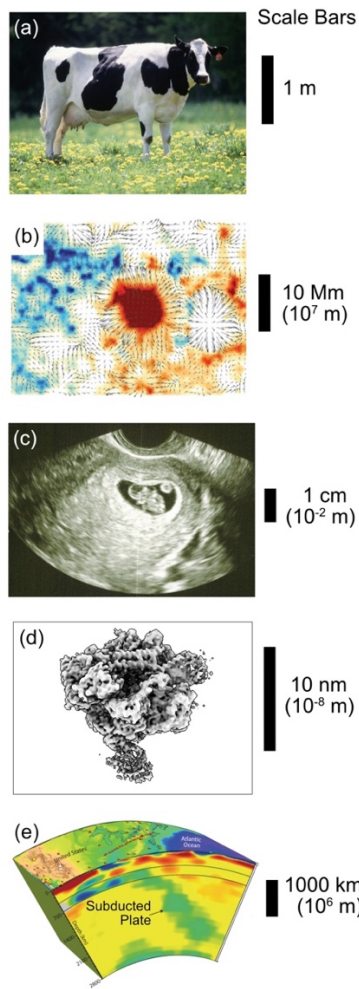 Scale Bars
(a)
1 m
(b)
10 Mm
(10⁷ m)
(c)
1 cm
(10⁻² m)
(d)
10 nm
(10⁻⁸ m)
(e)
Atlantic
Ocean
1000 km
(10⁶ m)
Subducted
Plate